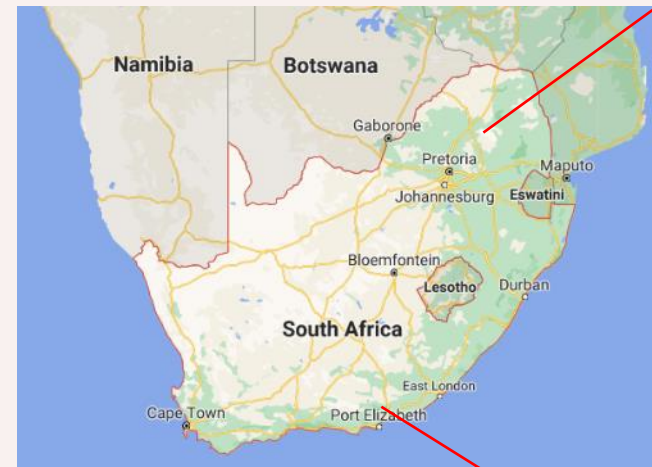 Namibia
Botswana
Gaborone
Pretoria
Maputo
Johannesburg
Eswatini
Bloemfontein
Lesotho
Durban
South Africa
East London
Cape Town
Port Elizabeth